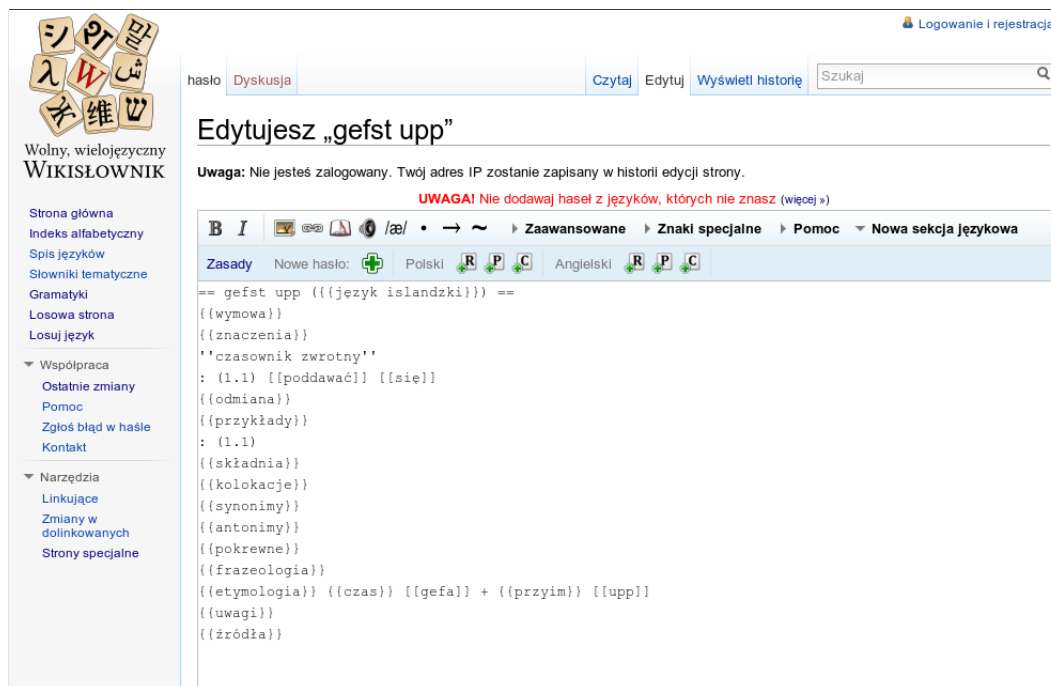 Logowanie i rejestracja
hasło Dyskusja Czytaj Edytuj Wyświetl historię Szukaj
Wolny, wielojęzyczny
WIKISŁOWNIK
Strona główna
Indeks alfabetyczny
Spis języków
Słowniki tematyczne
Gramatyki
Losowa strona
Losuj język
Współpraca
Ostatnie zmiany
Pomoc
Zgłoś błąd w haśle
Kontakt
Narzędzia
Linkujące
Zmiany w
dolinkowanych
Strony specjalne
Edytujesz „gefst upp”
Uwaga: Nie jesteś zalogowany. Twój adres IP zostanie zapisany w historii edycji strony.
UWAGA! Nie dodawaj haseł z języków, których nie znasz (więcej »)
B I /æ/ • → ~ Zaawansowane Znaki specjalne Pomoc Nowa sekcja językowa
Zasady Nowe hasło: Polski R P C Angielski R P C
== gefst upp ({{język islandzki}}) ==
{{wymowa}}
{{znaczenia}}
''czasownik zwrotny''
: (1.1) [[poddawać]] [[się]]
{{odmiana}}
{{przykłady}}
: (1.1)
{{składnia}}
{{kolokacje}}
{{synonimy}}
{{antonimy}}
{{pokrewne}}
{{frazeologia}}
{{etymologia}} {{czas}} [[gefa]] + {{przyim}} [[upp]]
{{uwagi}}
{{źródła}}